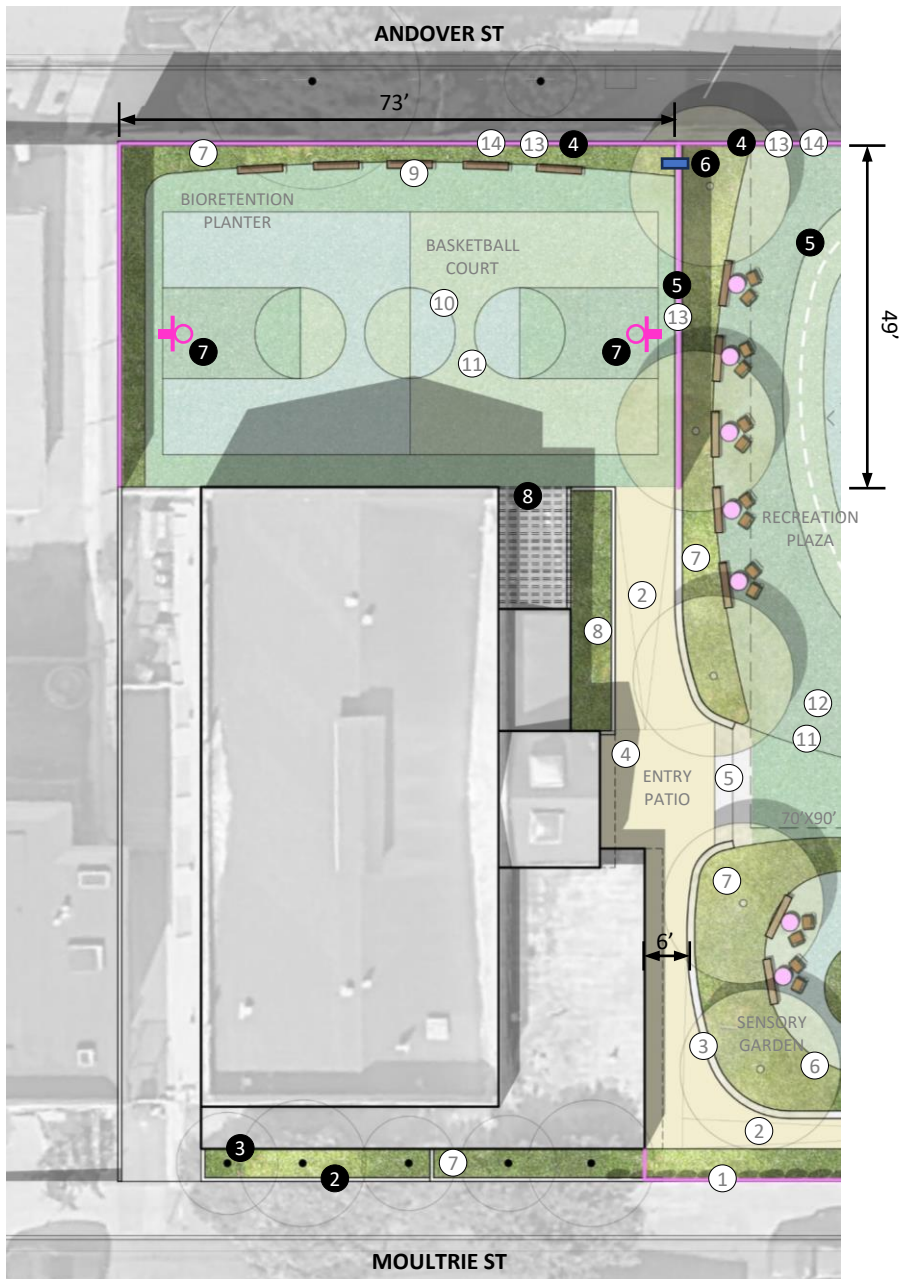 ANDOVER ST
73’
7
14
13
4
4
13
14
9
6
BIORETENTION
PLANTER
BASKETBALL
COURT
5
5
10
13
49’
7
7
11
8
RECREATION
PLAZA
7
2
8
12
11
4
ENTRY
PATIO
5
70'X90'
7
6’
SENSORY
GARDEN
3
6
2
3
7
2
1
MOULTRIE ST